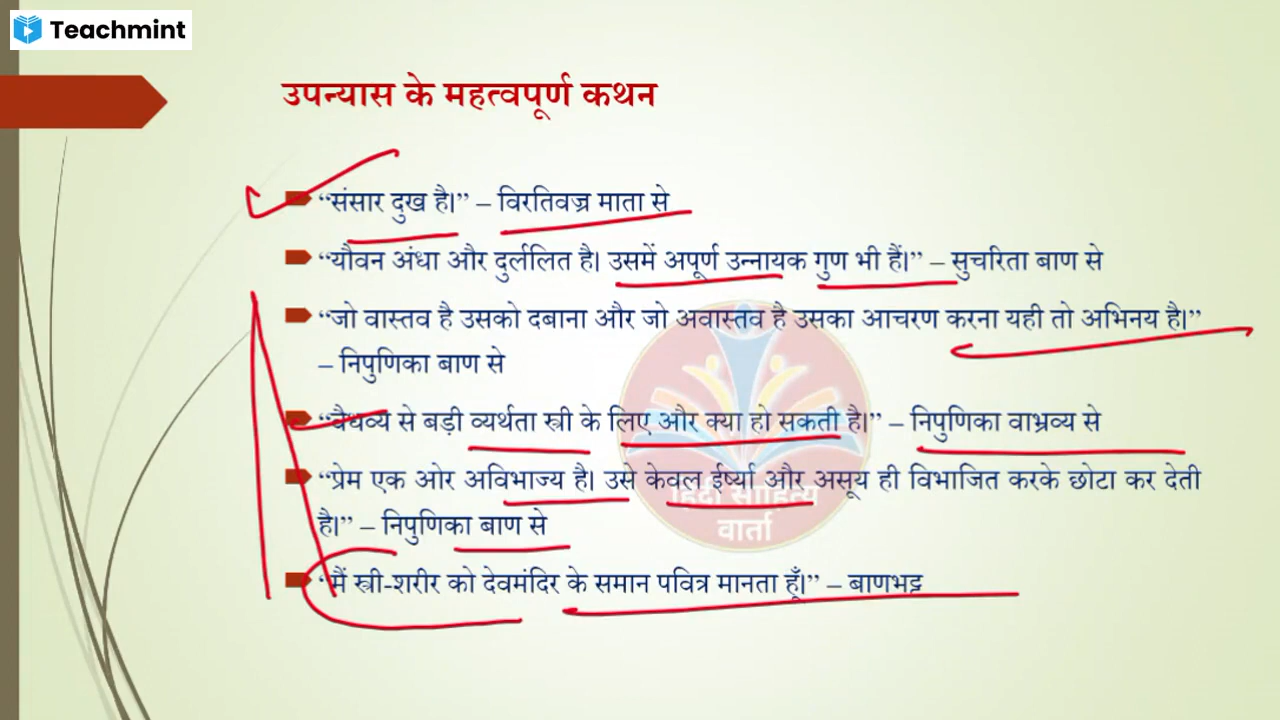 Teachmint
उपन्यास के महत्वपूर्ण कथन
“संसार दुख है।” – विरतिवज्र माता से
“यौवन अंधा और दुर्ललित है। उसमें अपूर्ण उन्नायक गुण भी हैं।” – सुचरिता बाण से
“जो वास्तव है उसको दबाना और जो अवास्तव है उसका आचरण करना यही तो अभिनय है।”
– निपुणिका बाण से
“वैधव्य से बड़ी व्यर्थता स्त्री के लिए और क्या हो सकती है।” – निपुणिका वाभ्रव्य से
“प्रेम एक ओर अविभाज्य है। उसे केवल ईर्ष्या और असूय ही विभाजित करके छोटा कर देती
है।” – निपुणिका बाण से
“मैं स्त्री-शरीर को देवमंदिर के समान पवित्र मानता हूँ।” – बाणभट्ट
हिंदी साहित्य
वार्ता